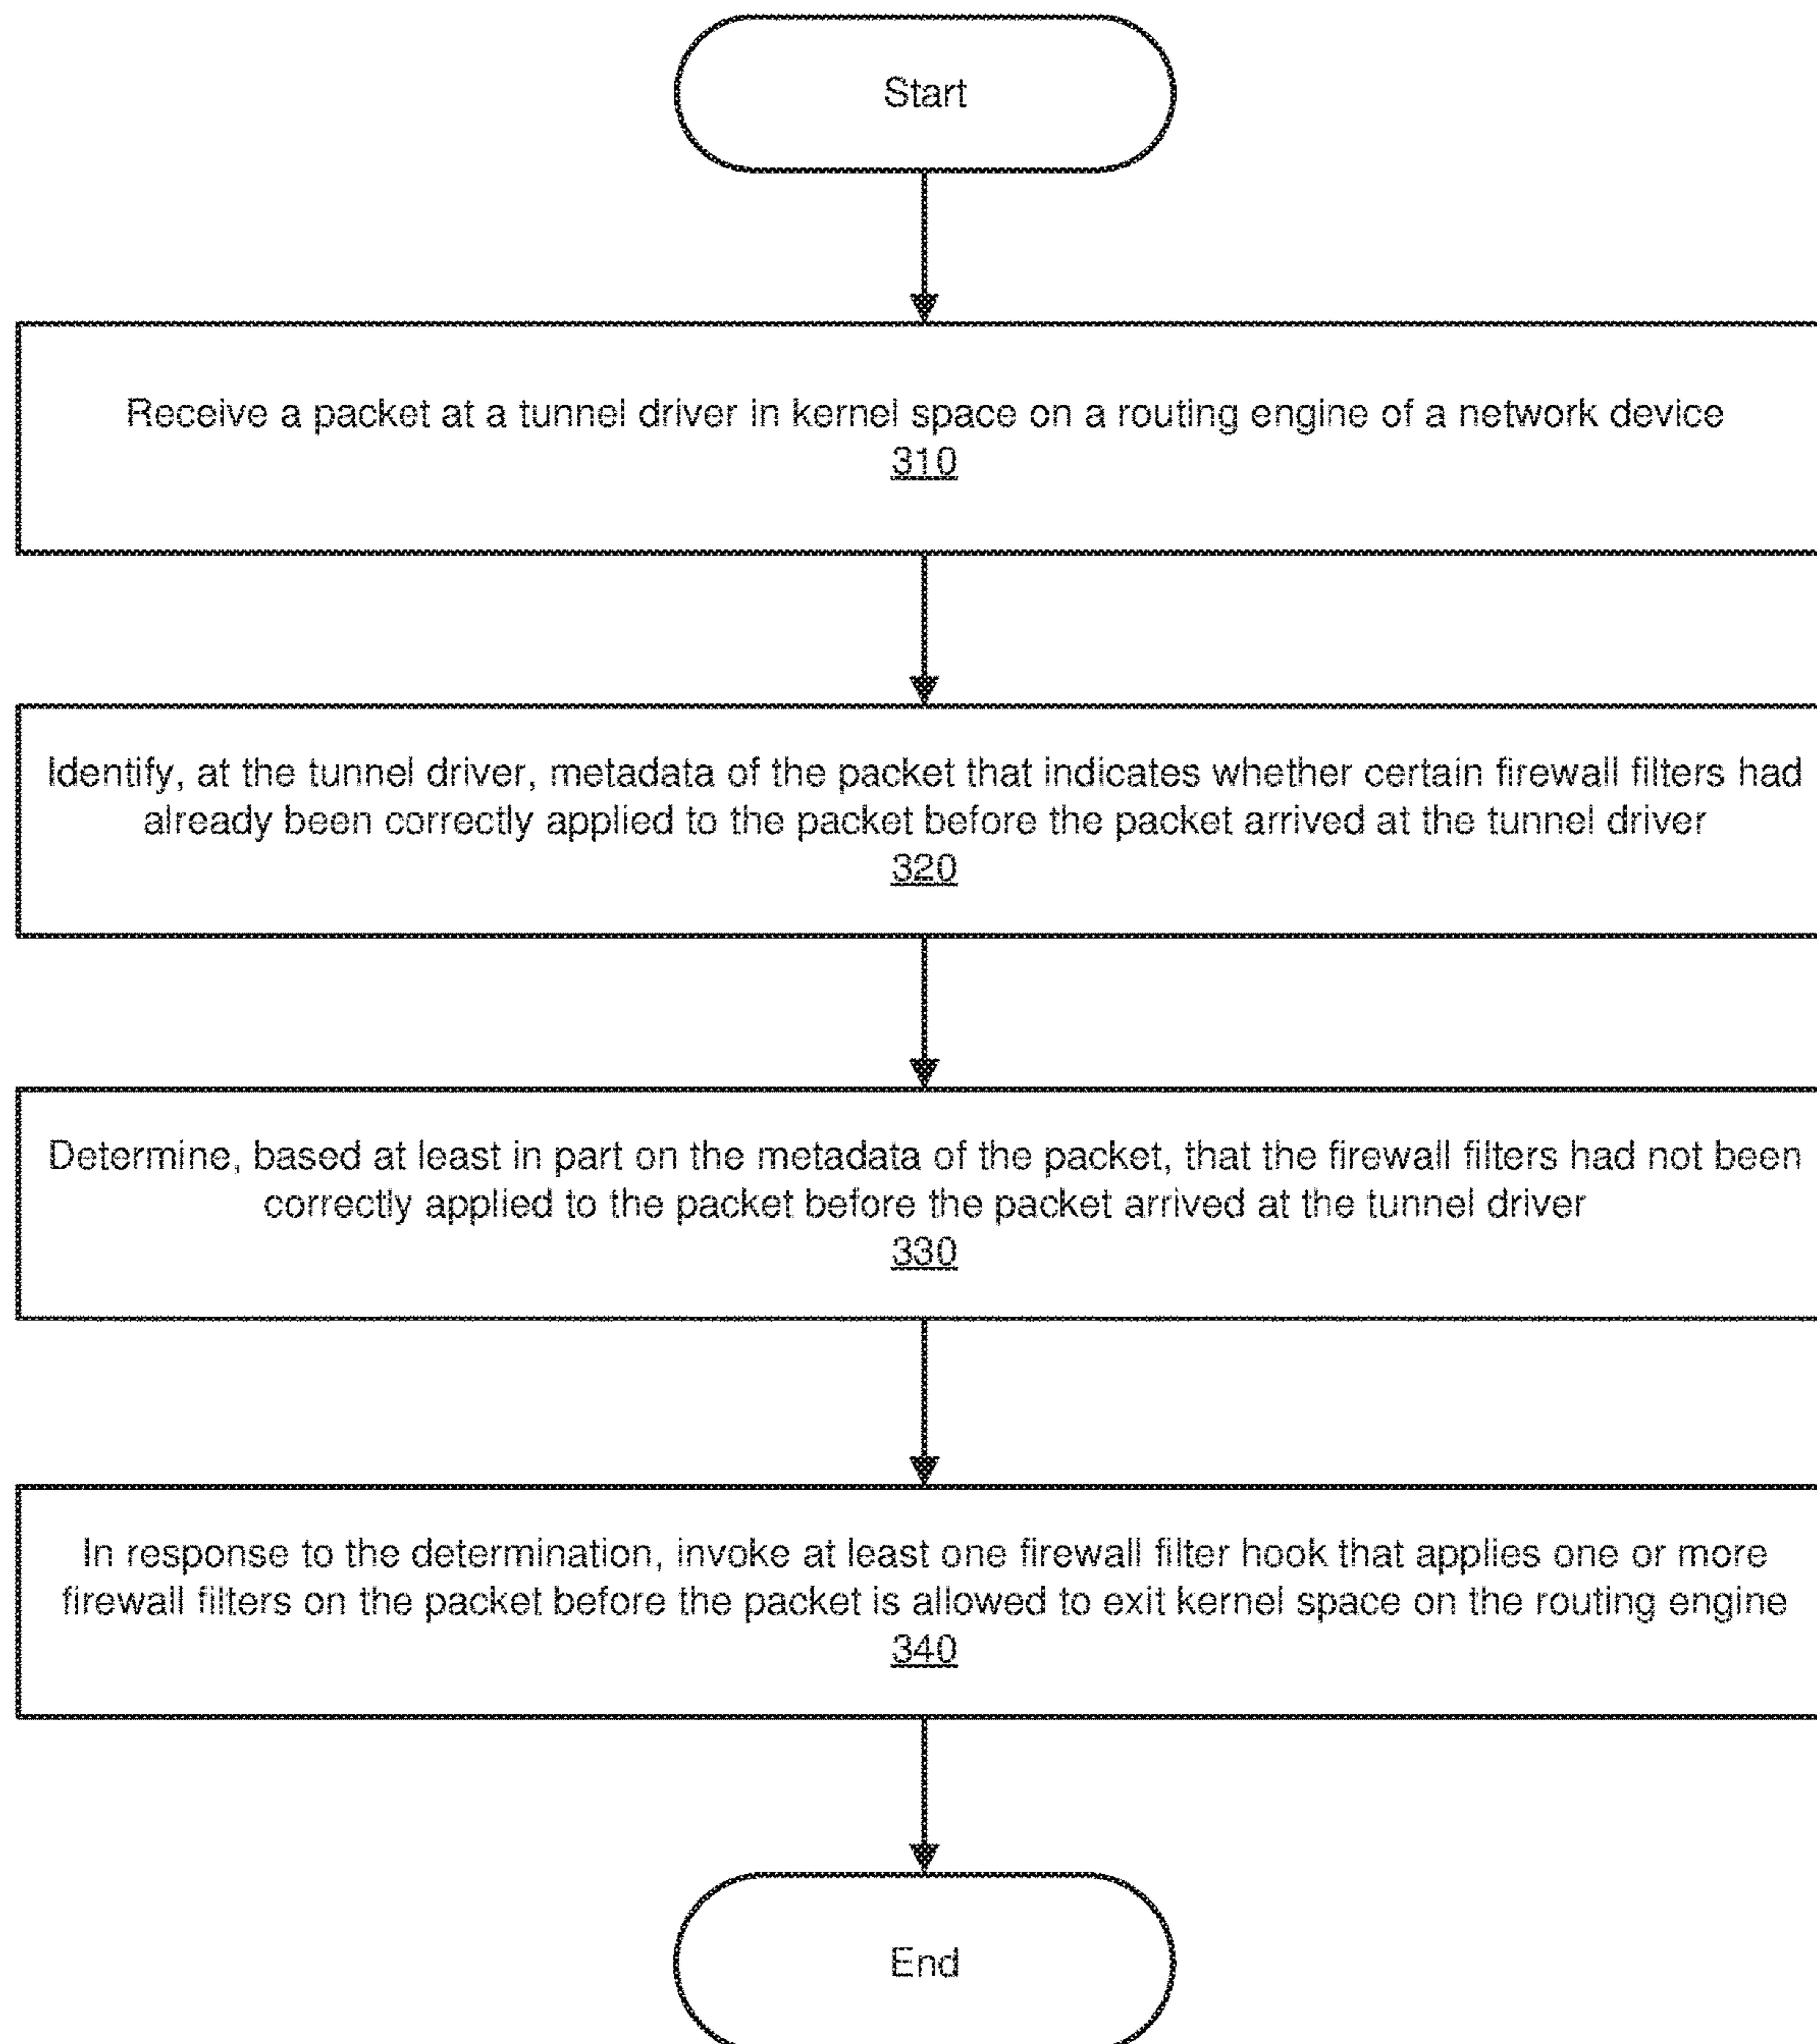 Start
Receive a packet at a tunnel driver in kernel space on a routing engine of a network device
310
Identify, at the tunnel driver, metadata of the packet that indicates whether certain firewall filters had
already been correctly applied to the packet before the packet arrived at the tunnel driver
320
Determine, based at least in part on the metadata of the packet, that the firewall filters had not been
correctly applied to the packet before the packet arrived at the tunnel driver
330
In response to the determination, invoke at least one firewall filter hook that applies one or more
firewall filters on the packet before the packet is allowed to exit kernel space on the routing engine
340
End